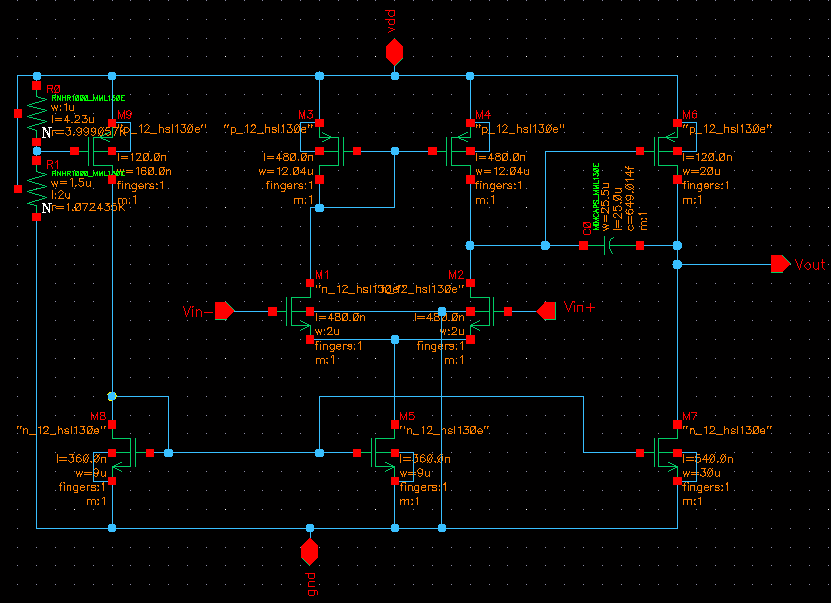 vdd
R0
RNHR1000_MML130E
w:1u
l=4.23u
r=3.999057K
R1
RNHR1000_MML130E
w=1.5u
l:2u
r=1.072435K
M9
"p_12_hsl130e"
l=120.0n
w=160.0n
fingers:1
m:1
M3
"p_12_hsl130e"
l=480.0n
w=12.04u
fingers:1
m:1
M4
"p_12_hsl130e"
l=480.0n
w=12.04u
fingers:1
m:1
M6
"p_12_hsl130e"
l=120.0n
w=20u
fingers:1
m:1
C0
w=25.5u
l=25.0u
c=649.014f
m:1
Vout
M1
"n_12_hsl130e"
Vin-
l=480.0n
w:2u
fingers:1
m:1
M2
l=480.0n
w:2u
fingers:1
m:1
Vin+
M8
"n_12_hsl130e"
l=360.0n
w=9u
fingers:1
m:1
M5
"n_12_hsl130e"
l=360.0n
w=9u
fingers:1
m:1
M7
"n_12_hsl130e"
l=540.0n
w=30u
fingers:1
m:1
gnd